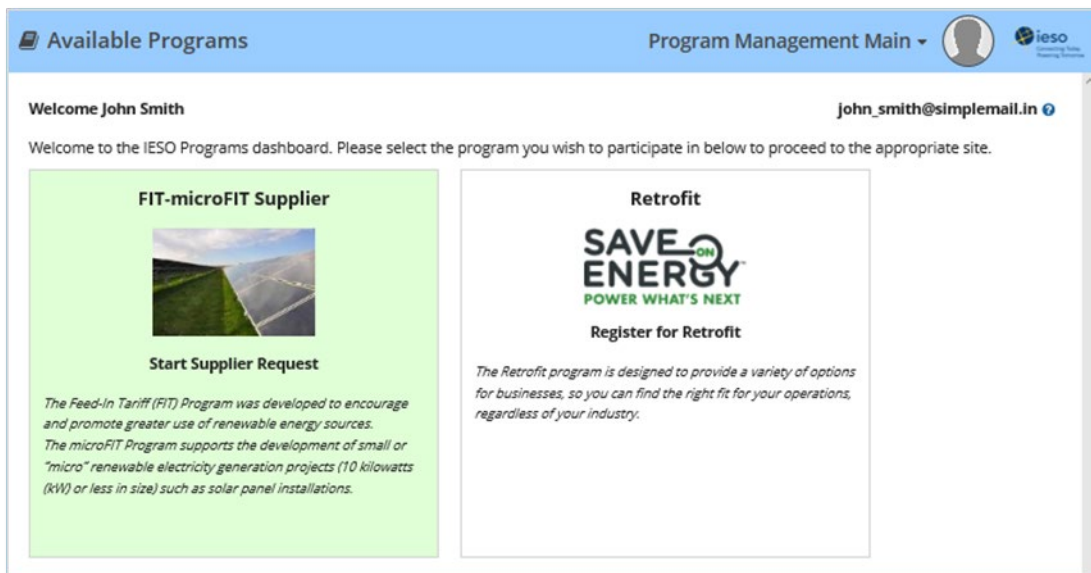 Available Programs
Program Management Main
ieso
Connecting Today.
Powering Tomorrow.
Welcome John Smith
john_smith@simplemail.in
Welcome to the IESO Programs dashboard. Please select the program you wish to participate in below to proceed to the appropriate site.
FIT-microFIT Supplier
Start Supplier Request
The Feed-In Tariff (FIT) Program was developed to encourage
and promote greater use of renewable energy sources.
The microFIT Program supports the development of small or
"micro" renewable electricity generation projects (10 kilowatts
(kW) or less in size) such as solar panel installations.
Retrofit
SAVE ON
ENERGY™
POWER WHAT'S NEXT
Register for Retrofit
The Retrofit program is designed to provide a variety of options
for businesses, so you can find the right fit for your operations,
regardless of your industry.